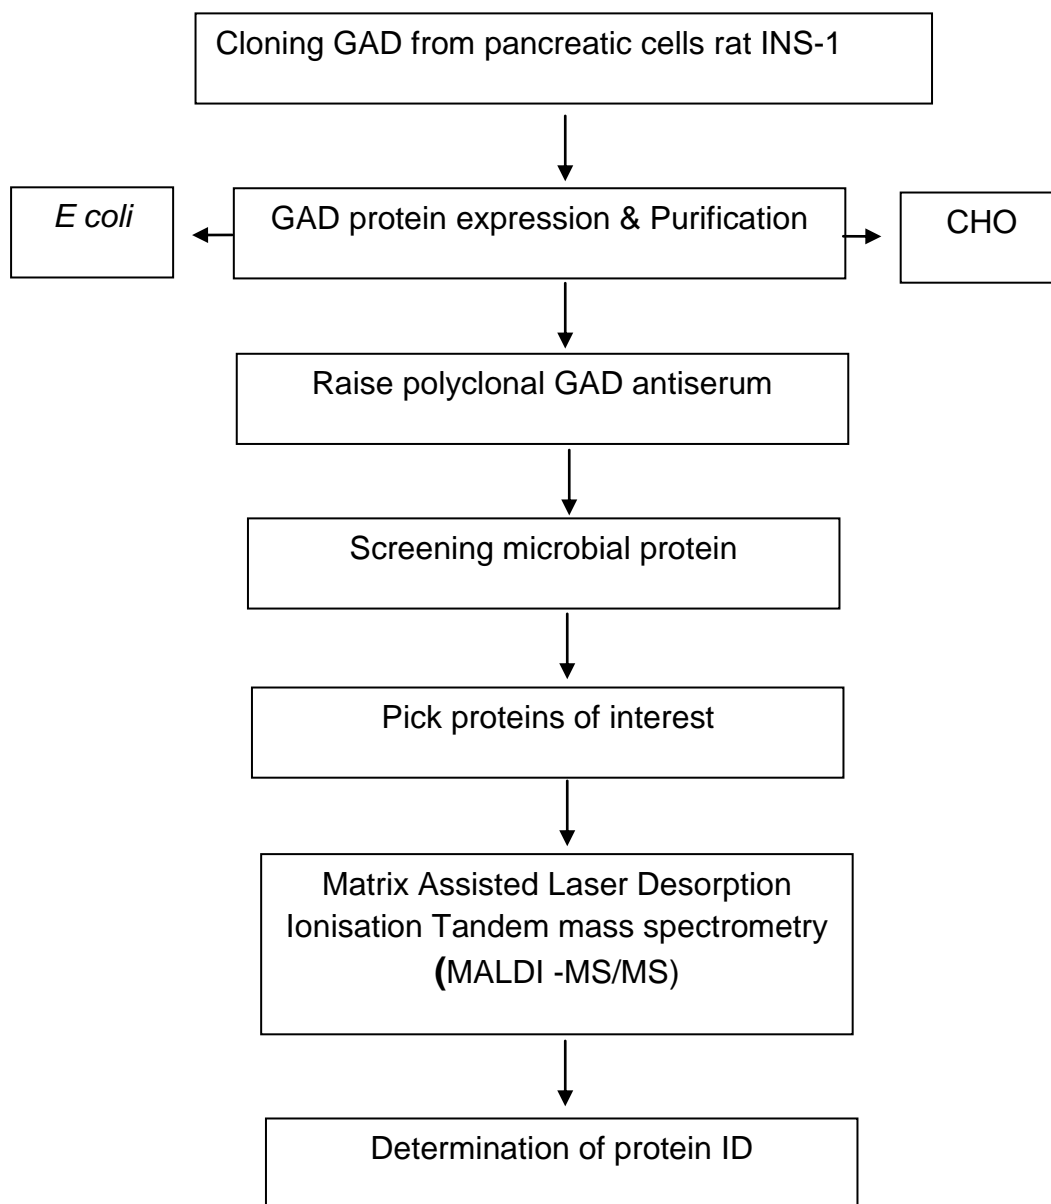 Cloning GAD from pancreatic cells rat INS-1
E coli
GAD protein expression & Purification
CHO
Raise polyclonal GAD antiserum
Screening microbial protein
Pick proteins of interest
Matrix Assisted Laser Desorption
Ionisation Tandem mass spectrometry
(MALDI -MS/MS)
Determination of protein ID